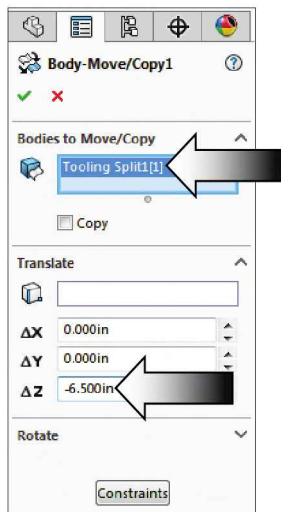 Body-Move/Copy1
Bodies to Move/Copy
Tooling Split1[1]
Copy
Translate
ΔX 0.000in
ΔY 0.000in
ΔZ -6.500in
Rotate
Constraints